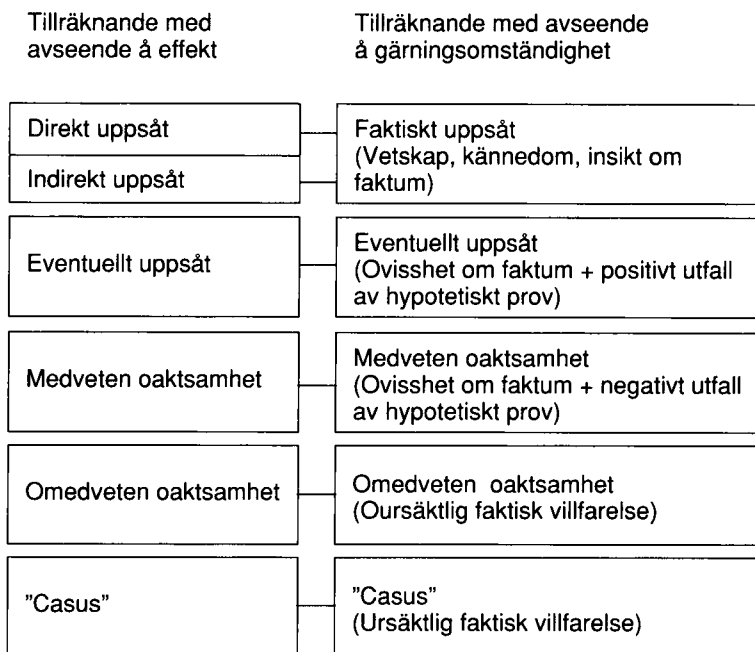 Tillräknande med
avseende å effekt
Tillräknande med avseende
å gärningsomständighet
Direkt uppsåt
Indirekt uppsåt
Faktiskt uppsåt
(Vetskap, kännedom, insikt om
faktum)
Eventuellt uppsåt
Eventuellt uppsåt
(Ovisshet om faktum + positivt utfall
av hypotetiskt prov)
Medveten oaktsamhet
Medveten oaktsamhet
(Ovisshet om faktum + negativt utfall
av hypotetiskt prov)
Omedveten oaktsamhet
Omedveten oaktsamhet
(Oursäktlig faktisk villfarelse)
”Casus”
”Casus”
(Ursäktlig faktisk villfarelse)